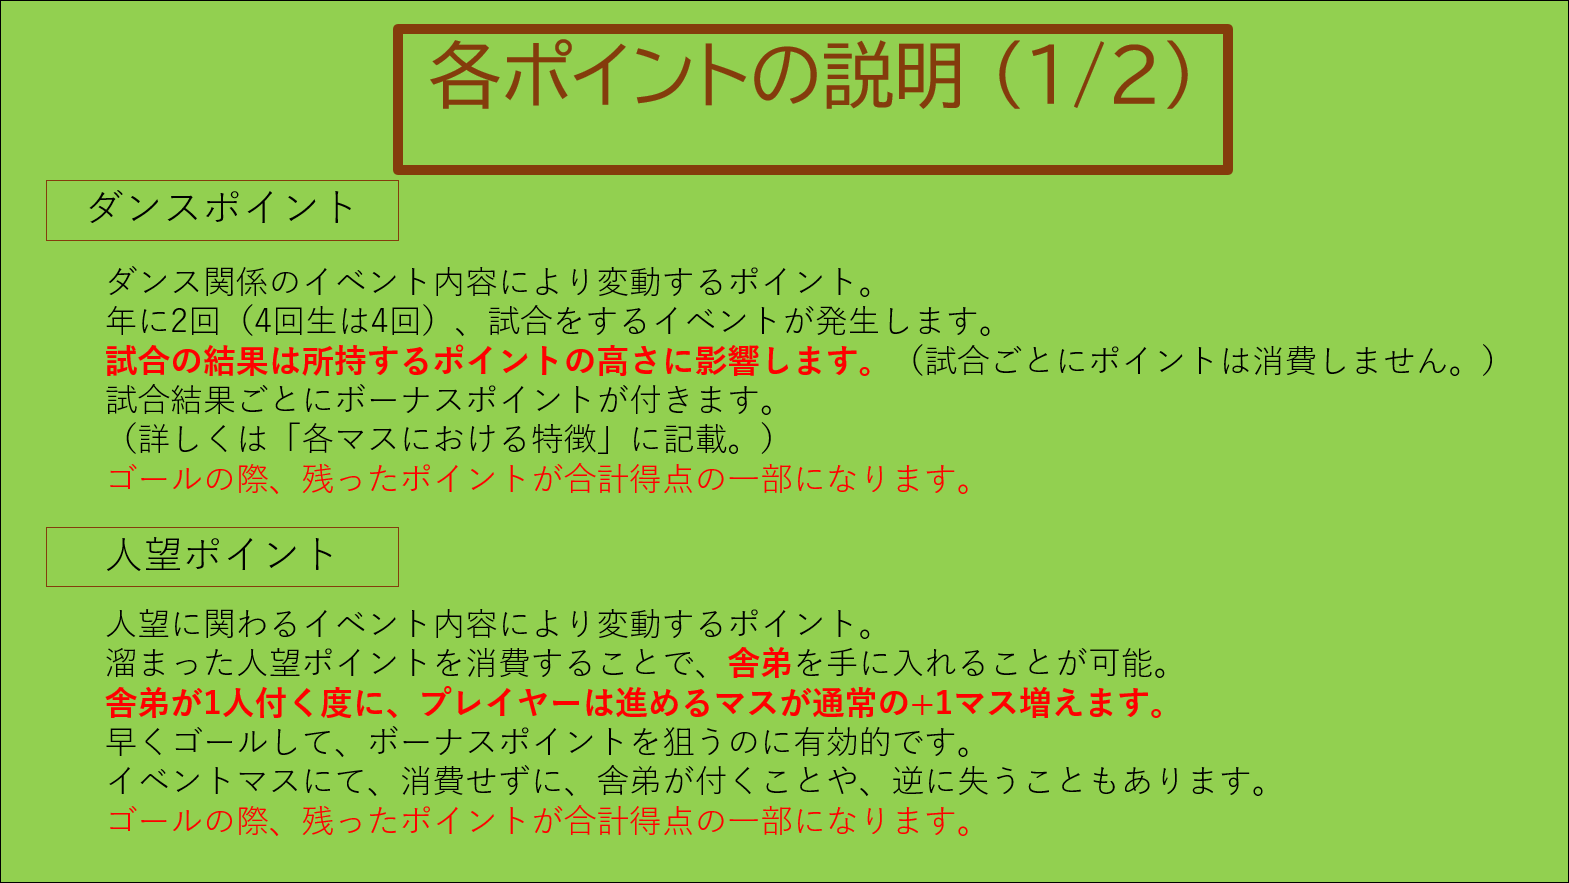 各ポイントの説明（1/2）
ダンスポイント
ダンス関係のイベント内容により変動するポイント。
年に2回（4回生は4回）、試合をするイベントが発生します。
試合の結果は所持するポイントの高さに影響します。（試合ごとにポイントは消費しません。）
試合結果ごとにボーナスポイントが付きます。
（詳しくは「各マスにおける特徴」に記載。）
ゴールの際、残ったポイントが合計得点の一部になります。
人望ポイント
人望に関わるイベント内容により変動するポイント。
溜まった人望ポイントを消費することで、舎弟を手に入れることが可能。
舎弟が1人付く度に、プレイヤーは進めるマスが通常の+1マス増えます。
早くゴールして、ボーナスポイントを狙うのに有効的です。
イベントマスにて、消費せずに、舎弟が付くことや、逆に失うこともあります。
ゴールの際、残ったポイントが合計得点の一部になります。